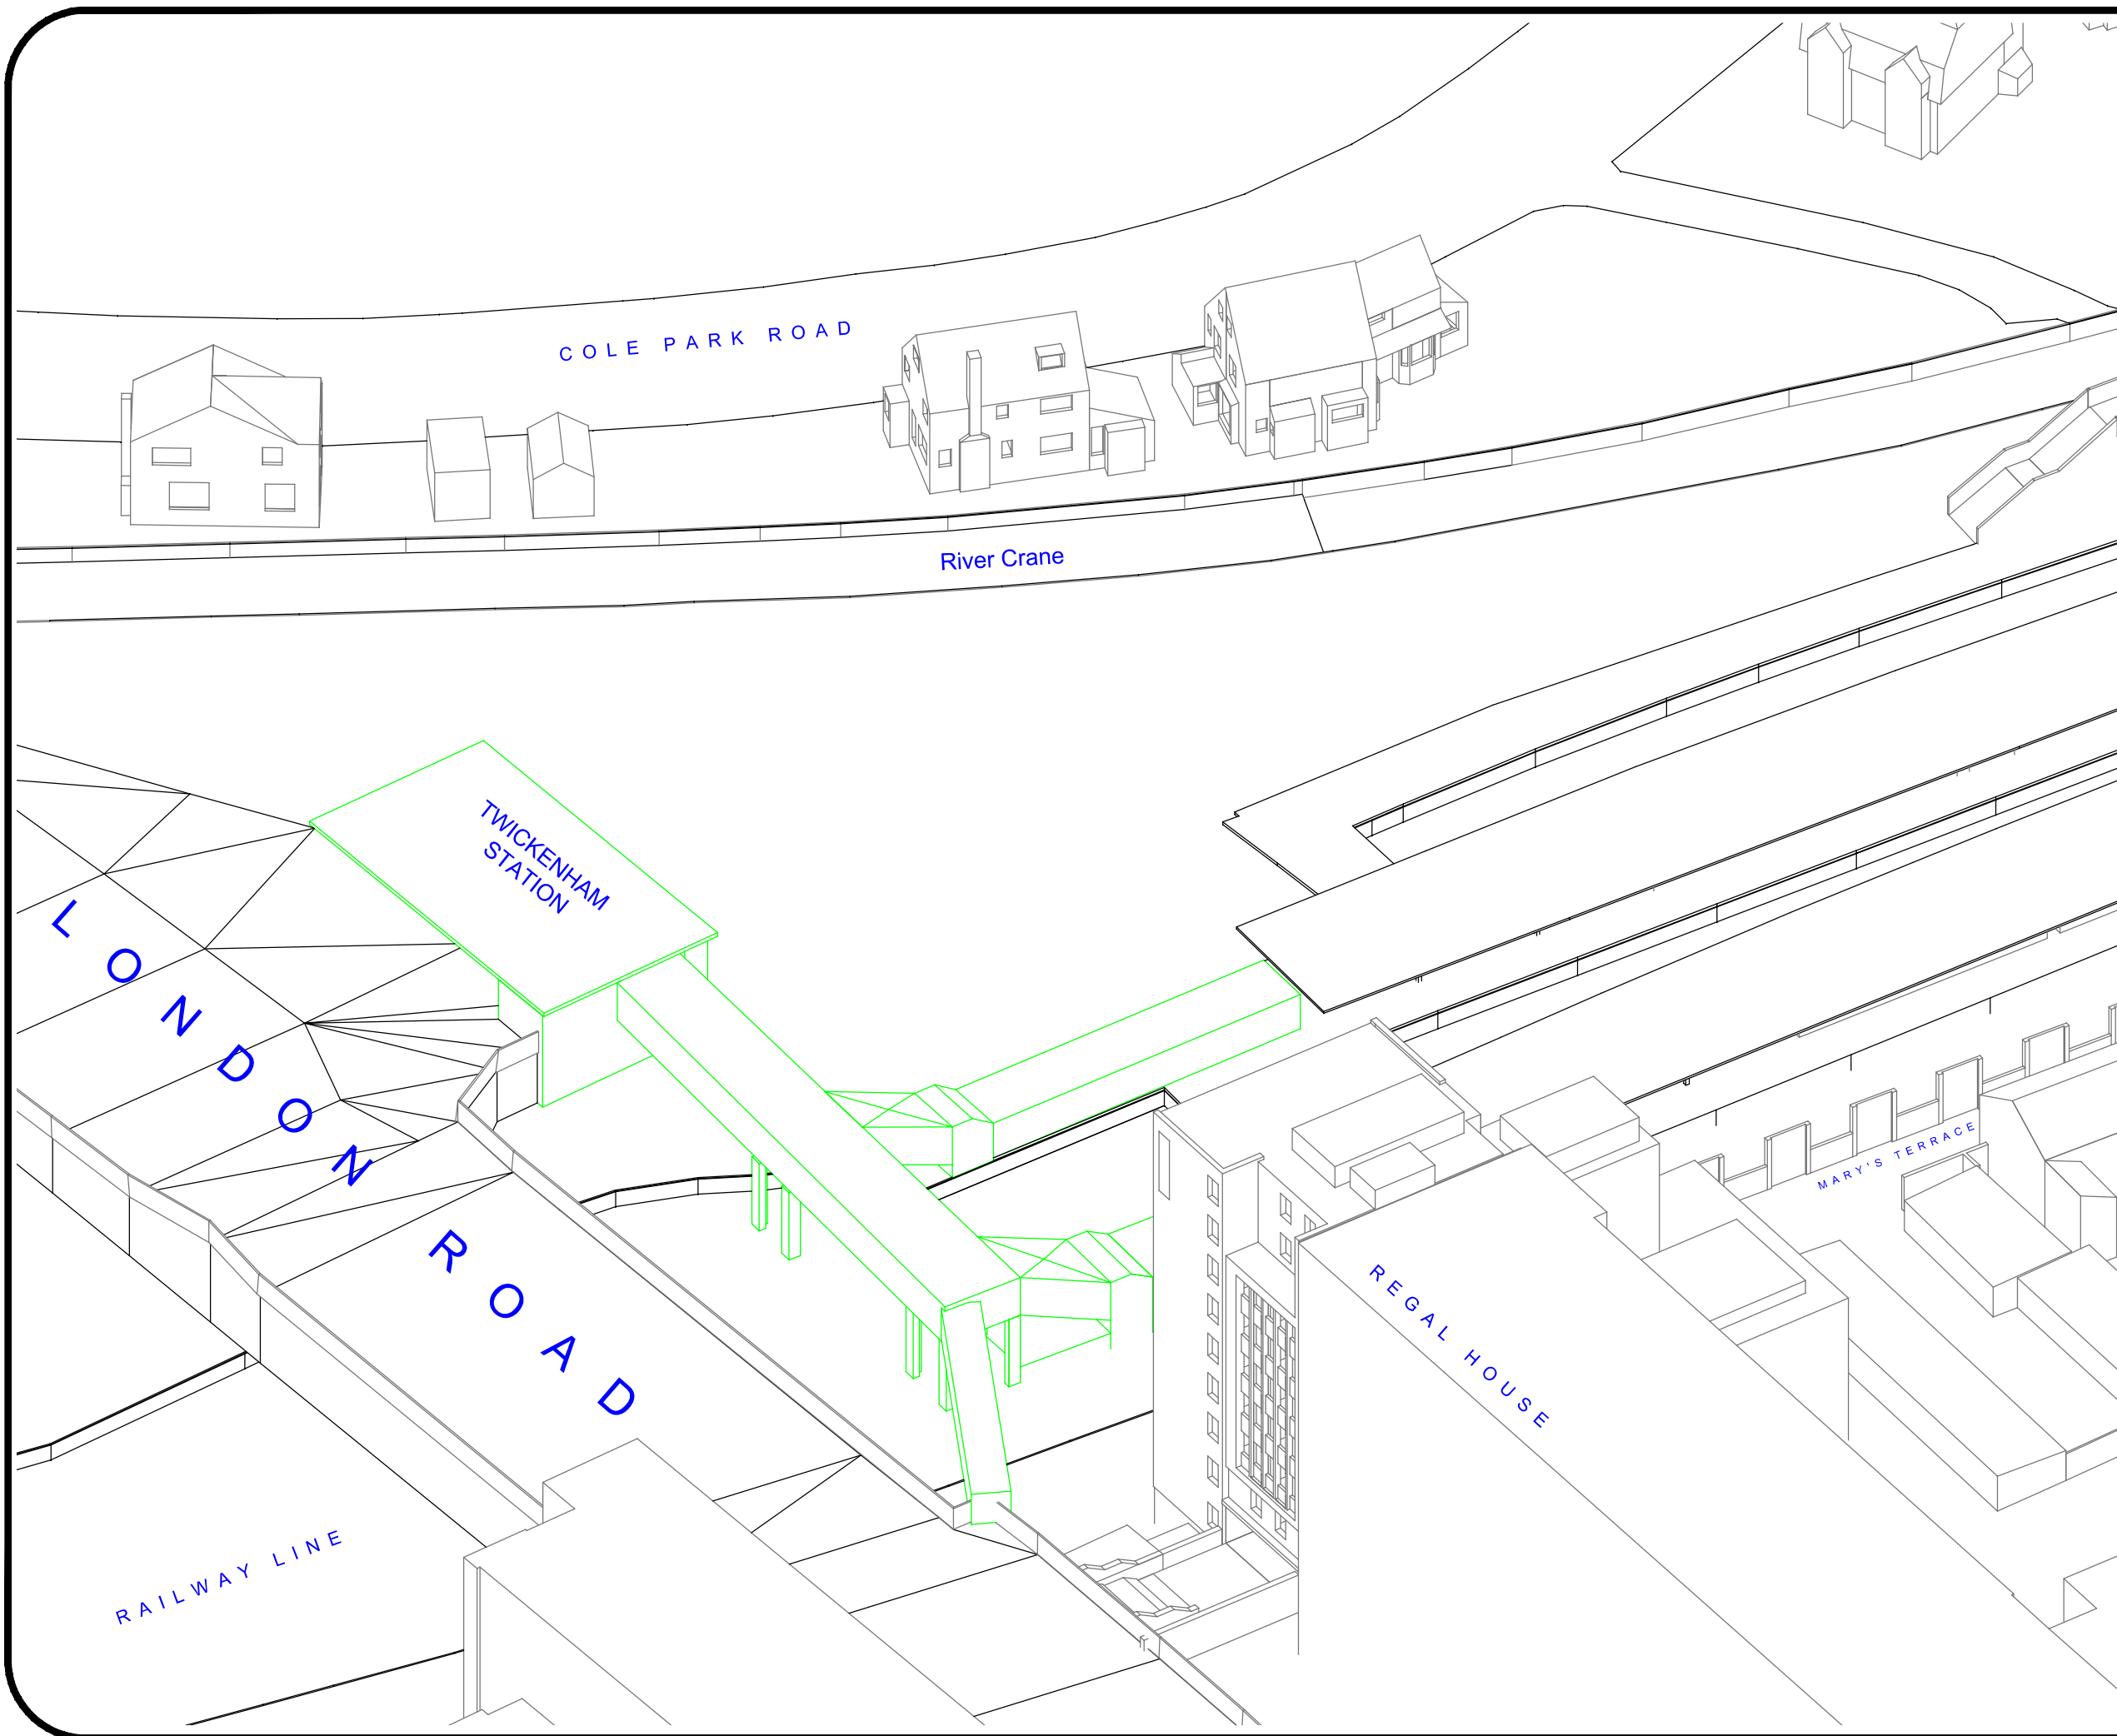 COLE PARK ROAD
River Crane
TWICKENHAM
STATION
LONDON ROAD
MARY'S TERRACE
REGAL HOUSE
RAILWAY LINE